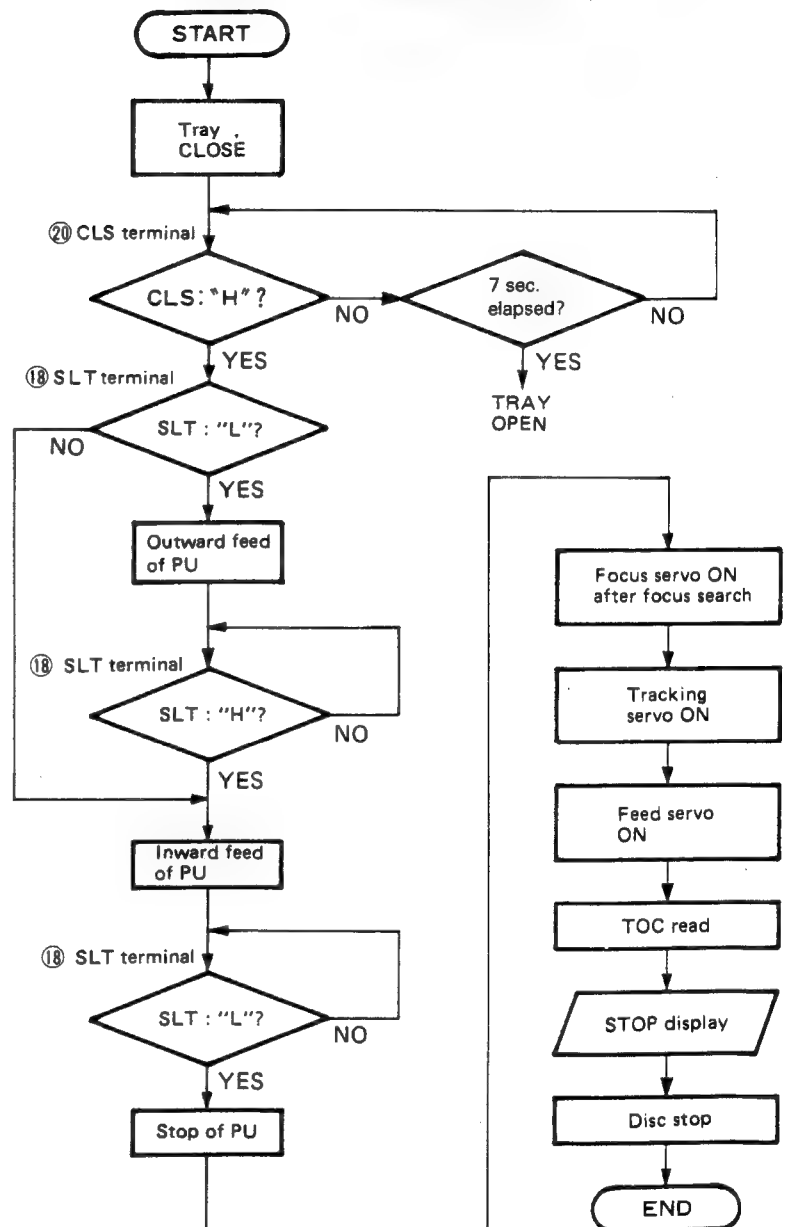 START
Tray
CLOSE
⑳ CLS terminal
CLS: "H" ?
NO
7 sec.
elapsed?
NO
YES
YES
TRAY
OPEN
⑱ SLT terminal
SLT : "L"?
NO
YES
Outward feed
of PU
⑱ SLT terminal
SLT : "H"?
NO
YES
Inward feed
of PU
⑱ SLT terminal
SLT : "L"?
NO
YES
Stop of PU
Focus servo ON
after focus search
Tracking
servo ON
Feed servo
ON
TOC read
STOP display
Disc stop
END